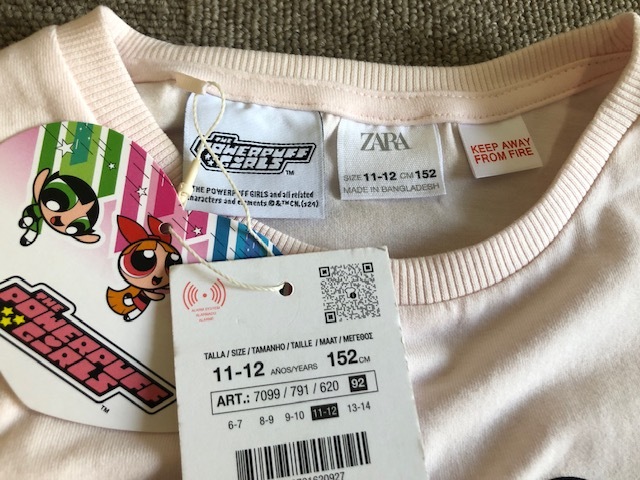 THE
POWERPUFF
GIRLS
™
THE POWERPUFF GIRLS and all related
characters and elements ©&™CN. (s24)
ZARA
SIZE 11-12 CM 152
MADE IN BANGLADESH
KEEP AWAY
FROM FIRE
THE
POWERPUFF
GIRLS
™
TALLA / SIZE / TAMANHO / TAILLE / MAAT / ΜΕΓΕΘΟΣ
11-12 AÑOS/YEARS 152CM
ART.: 7099 / 791 / 620 92
6-7 8-9 9-10 11-12 13-14